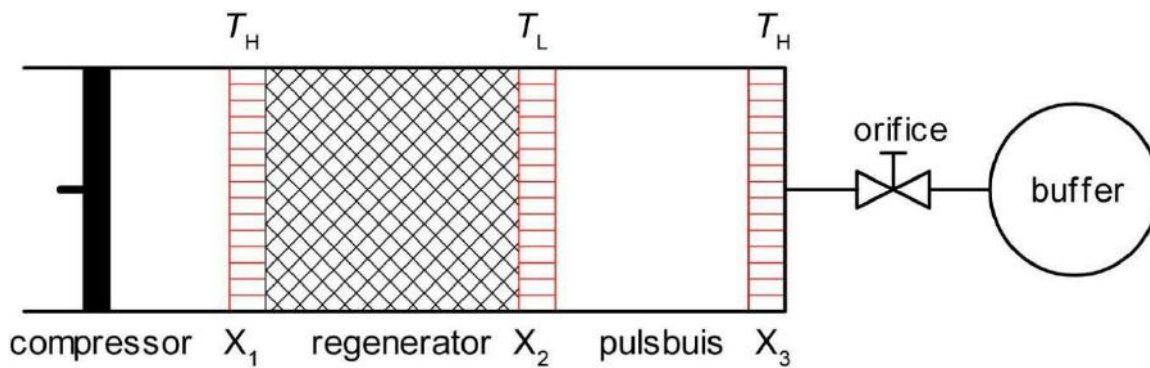 T_H T_L T_H
orifice
buffer
compressor X_1 regenerator X_2 pulsbuis X_3